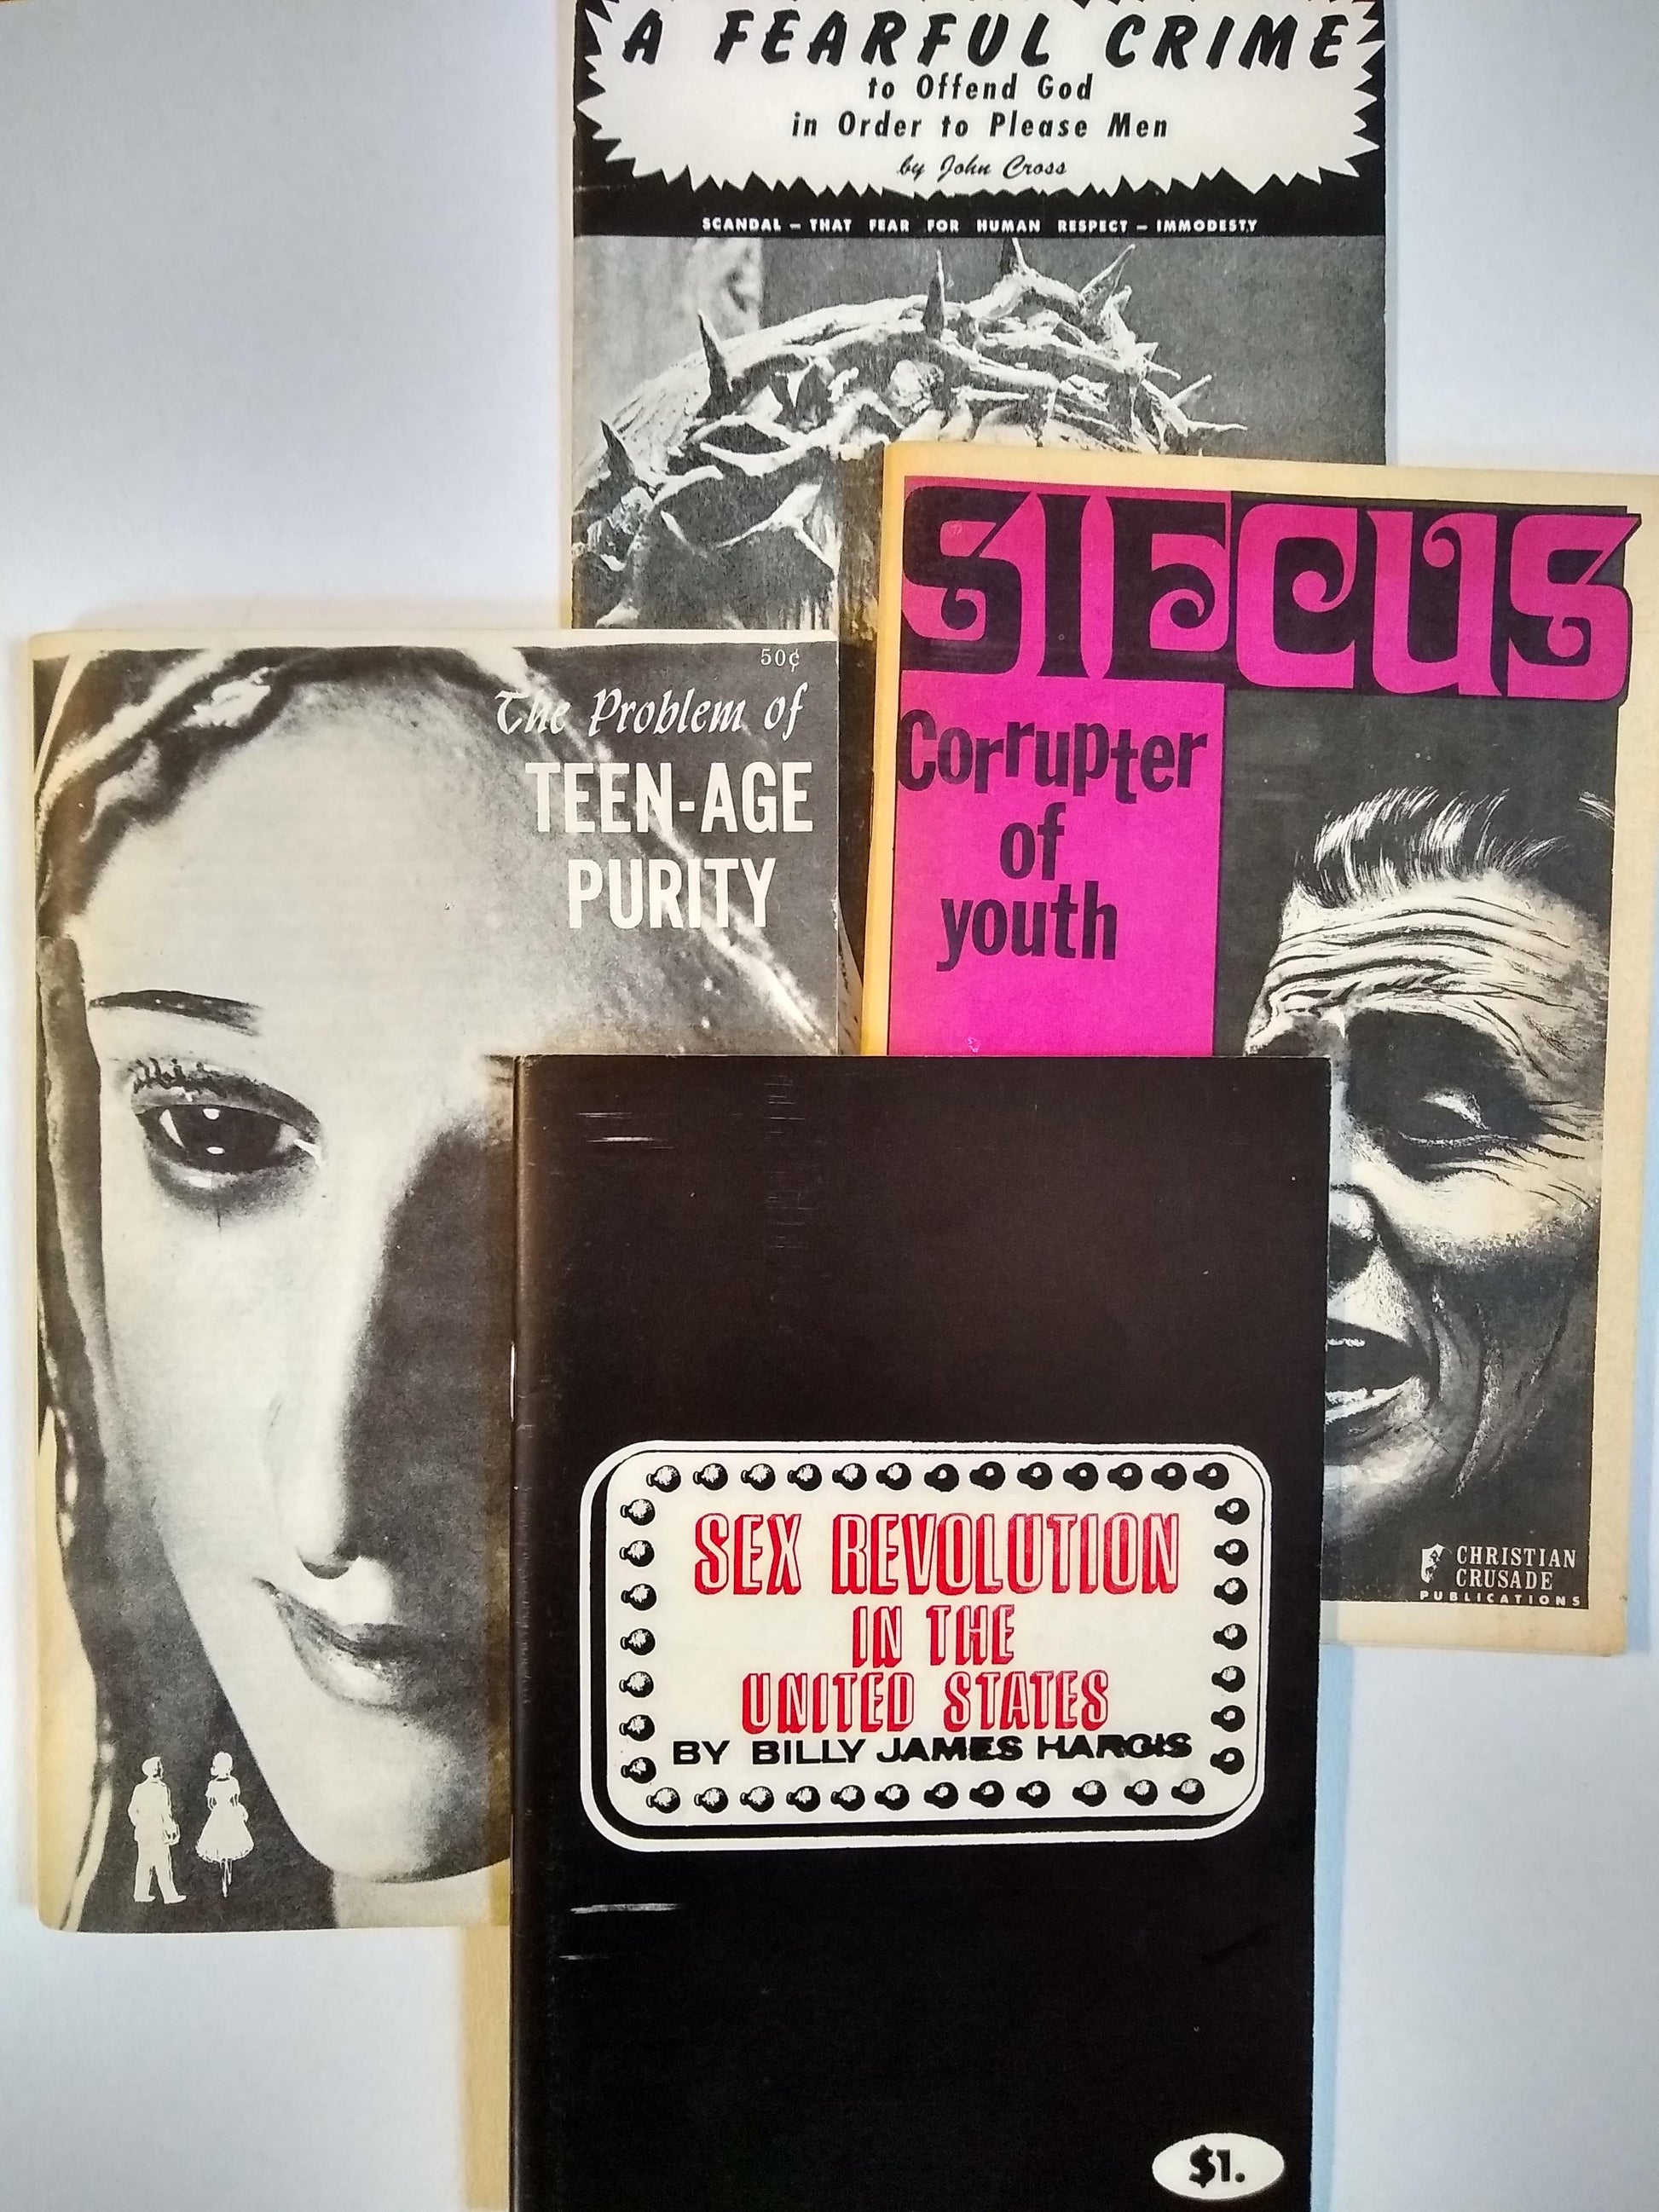 A FEARFUL CRIME
to Offend God
in Order to Please Men
by John Cross
SCANDAL – THAT FEAR FOR HUMAN RESPECT – IMMODESTY
SIECUS
Corrupter
of
youth
CHRISTIAN
CRUSADE
PUBLICATIONS
50¢
The Problem of
TEEN-AGE
PURITY
SEX REVOLUTION
IN THE
UNITED STATES
BY BILLY JAMES HARGIS
$1.